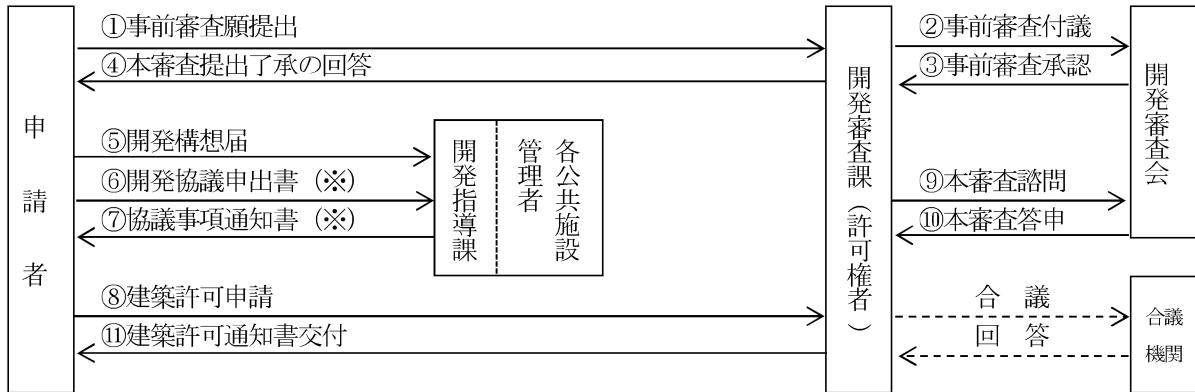 申請者
①事前審査願提出
④本審査提出了承の回答
⑤開発構想届
⑥開発協議申出書（※）
⑦協議事項通知書（※）
⑧建築許可申請
⑪建築許可通知書交付
開発指導課
各公共施設
管理者
開発審査課（許可権者）
②事前審査付議
③事前審査承認
⑨本審査諮問
⑩本審査答申
合　議
回　答
開発審査会
合議
機関